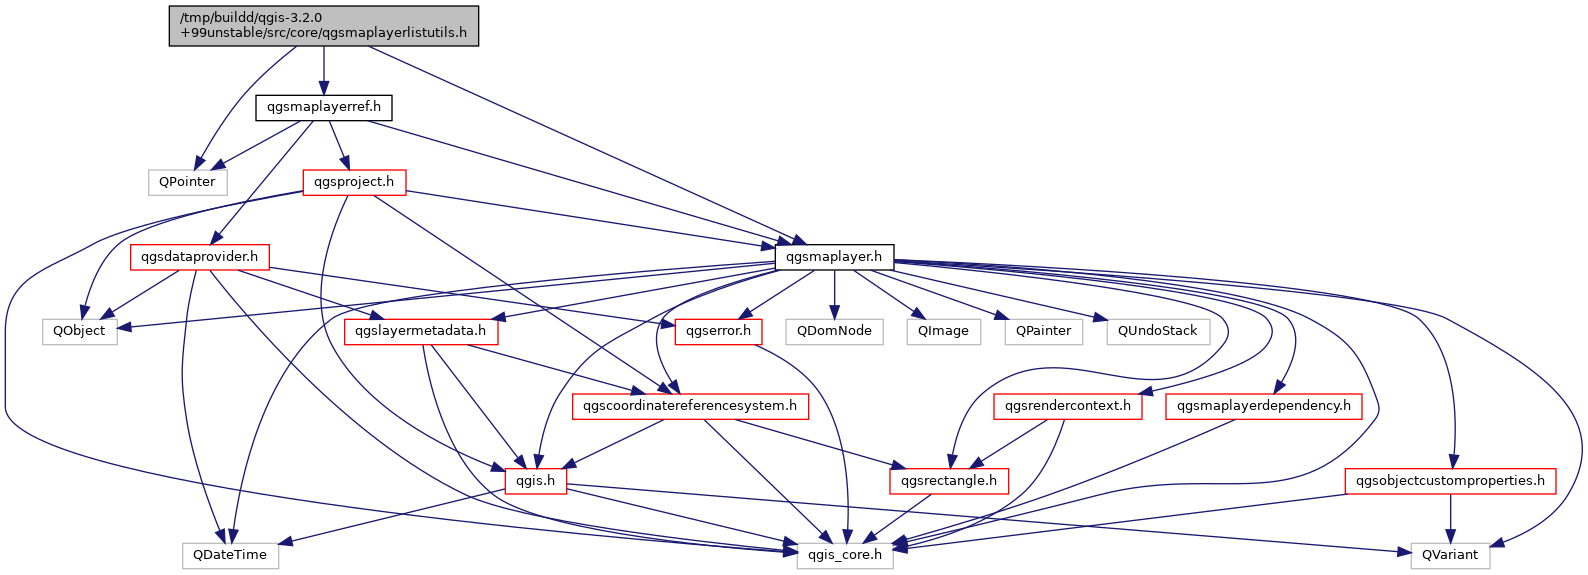 /tmp/buildd/qgis-3.2.0
+99unstable/src/core/qgsmaplayerlistutils.h
qgsmaplayerref.h
QPointer
qgsproject.h
qgsdataprovider.h
qgsmaplayer.h
QObject
qgslayermetadata.h
qgserror.h
QDomNode
QImage
QPainter
QUndoStack
qgscoordinatereferencesystem.h
qgsrendercontext.h
qgsmaplayerdependency.h
qgis.h
qgsrectangle.h
qgsobjectcustomproperties.h
QDateTime
qgis_core.h
QVariant